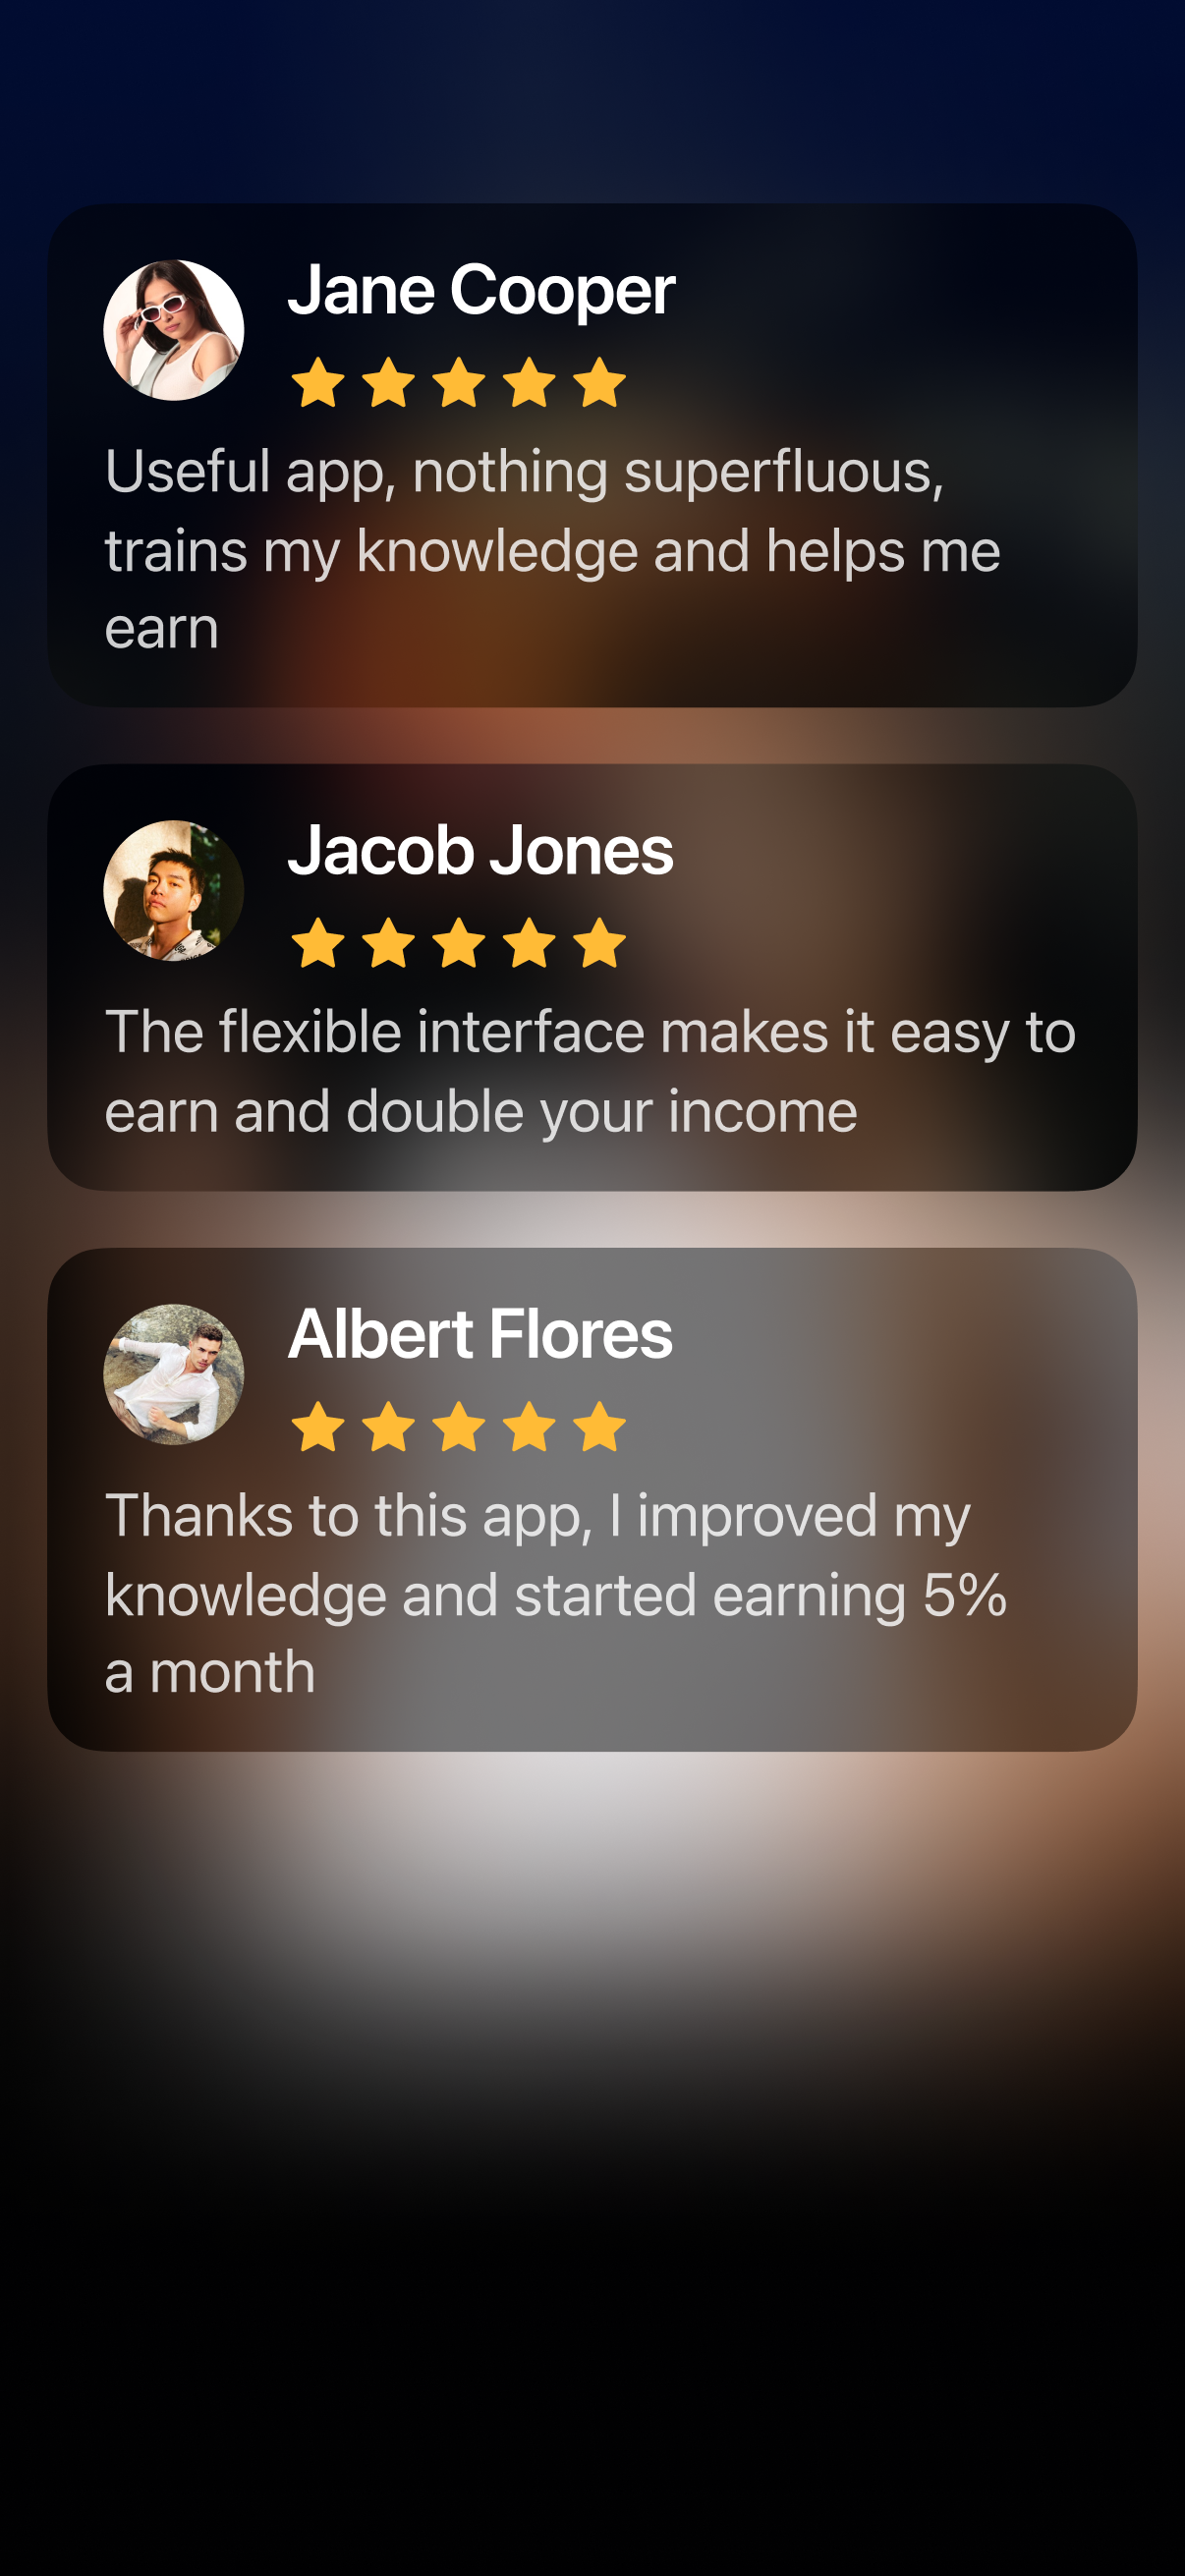 Jane Cooper
Useful app, nothing superfluous,
trains my knowledge and helps me
earn
Jacob Jones
The flexible interface makes it easy to
earn and double your income
Albert Flores
Thanks to this app, I improved my
knowledge and started earning 5%
a month